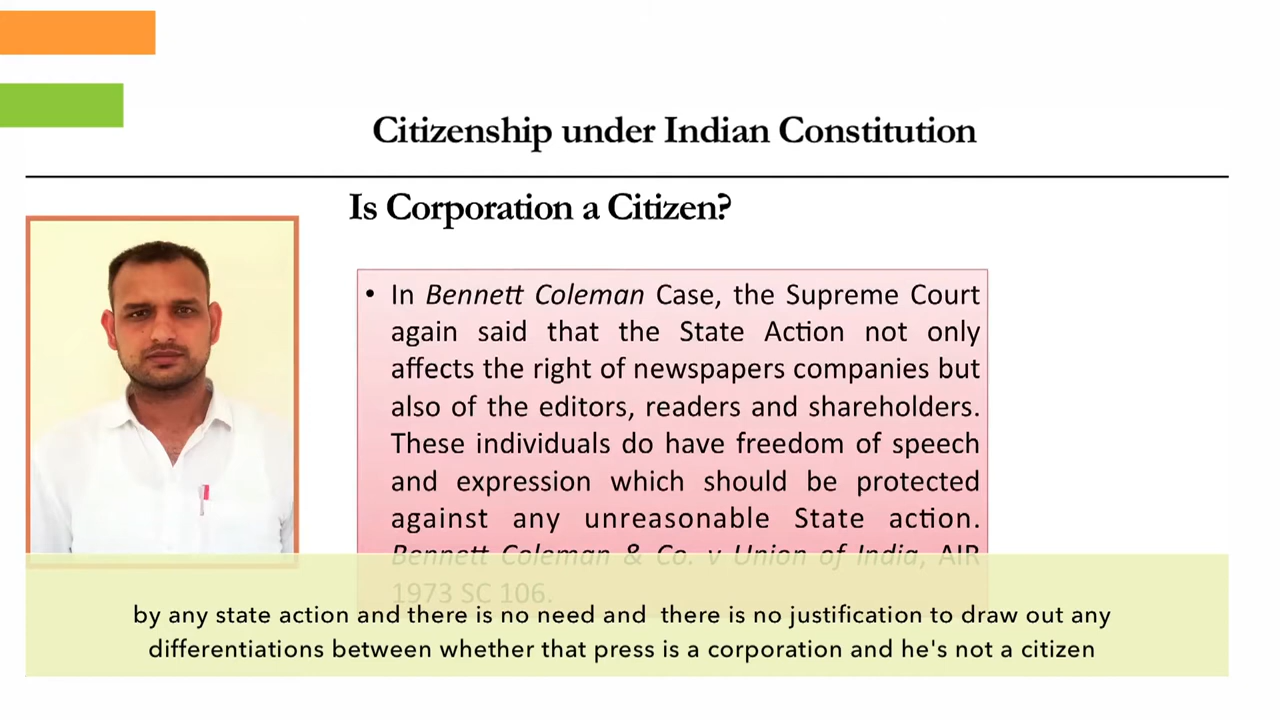 Citizenship under Indian Constitution
Is Corporation a Citizen?
• In Bennett Coleman Case, the Supreme Court
again said that the State Action not only
affects the right of newspapers companies but
also of the editors, readers and shareholders.
These individuals do have freedom of speech
and expression which should be protected
against any unreasonable State action.
Bennett Coleman & Co. v Union of India, AIR
1973 SC 106.
by any state action and there is no need and there is no justification to draw out any
differentiations between whether that press is a corporation and he's not a citizen